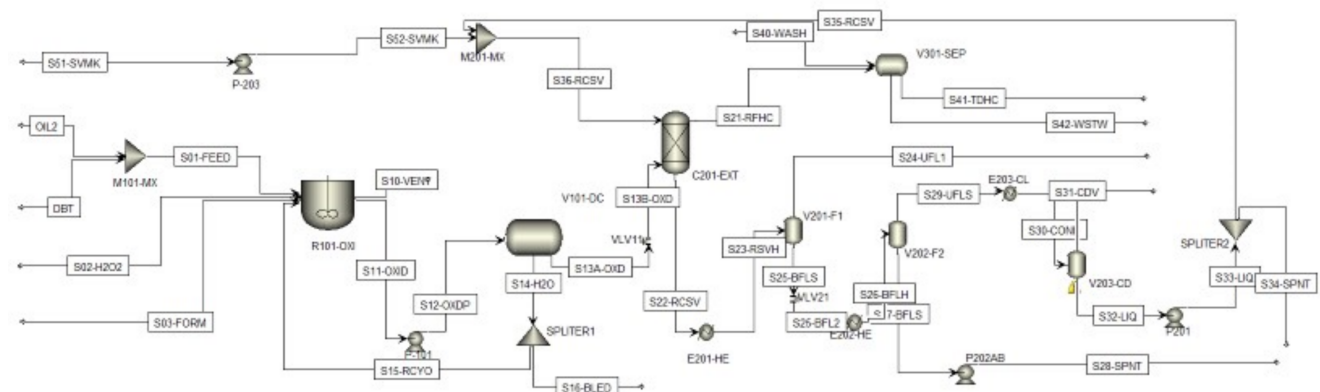 S35-RCSV
S40-WASH
S52-SVMK
V301-SEP
M201-MX
S51-SVMK
P-203
S36-RCSV
S41-TDHC
S21-RFHC
S42-WSTW
OIL2
S01-FEED
S24-UFL1
M101-MX
C201-EXT
S10-VENT
E203-CL
S29-UFLS
S31-CDV
DBT
V101-DC
S13B-OXD
V201-F1
R101-OXI
VLV11
V202-F2
S30-CON
SPLITER2
S23-RSVH
S02-H2O2
S11-OXID
S13A-OXD
S14-H2O
S25-BFLS
V203-CD
S33-LIQ
S34-SPNT
S12-OXDP
S22-RCSV
VLV21
S26-BFLH
S03-FORM
SPLITER1
S25-BFL2
7-BFLS
S32-LIQ
P201
E202-HE
P-101
E201-HE
P202AB
S15-RCYO
S28-SPNT
S16-BLED